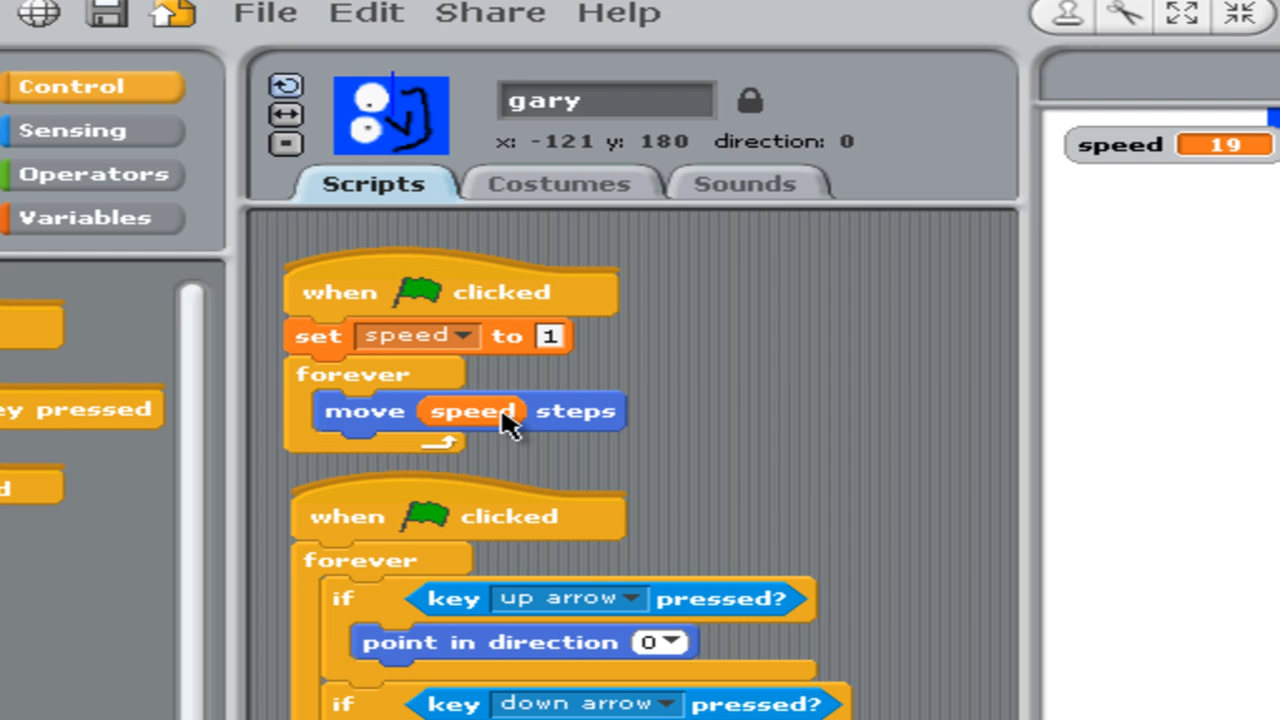 File Edit Share Help
Control
Sensing
Operators
Variables
gary
x: -121 y: 180 direction: 0
Scripts Costumes Sounds
speed 19
when clicked
set speed to 1
forever
move speed steps
ey pressed
d
when clicked
forever
if key up arrow pressed?
point in direction 0
if key down arrow pressed?